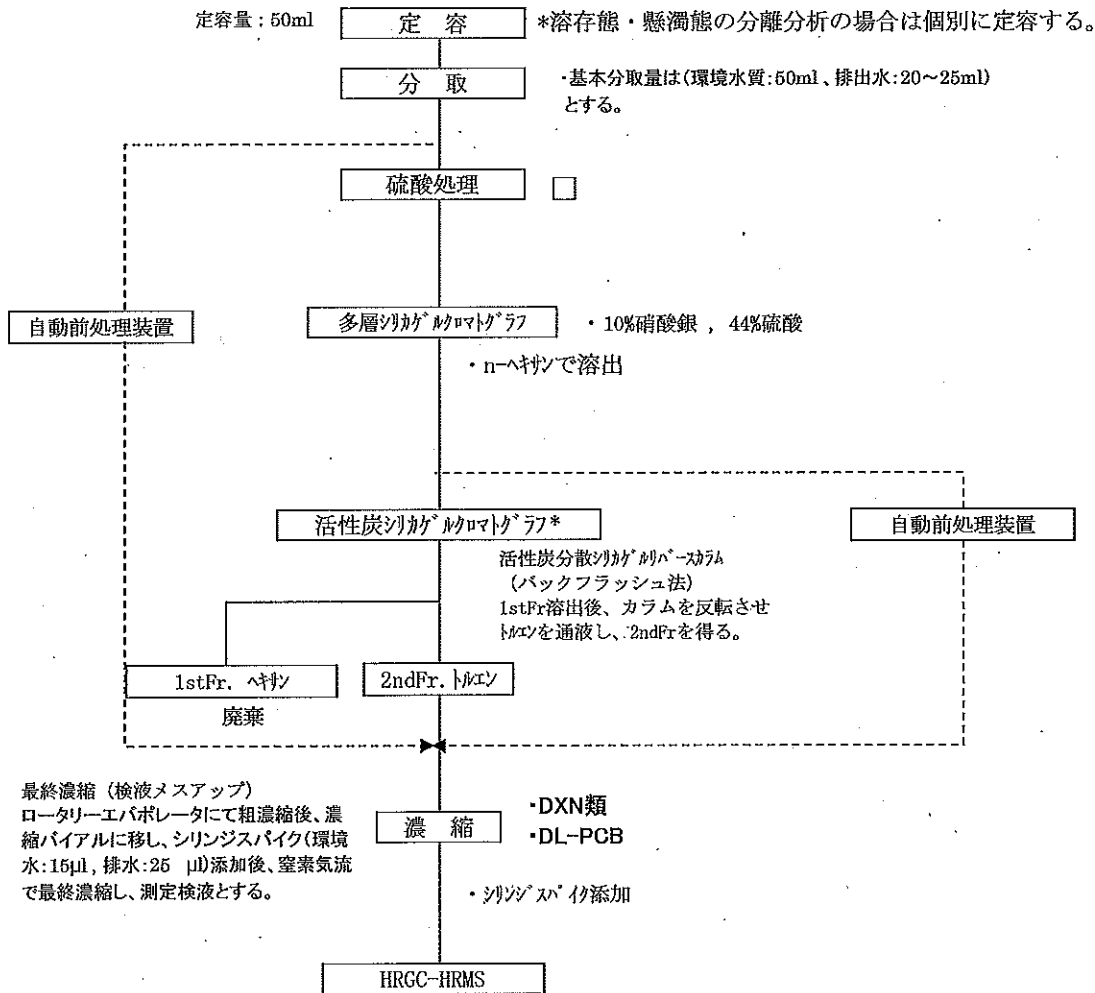 定容量：50ml
定 容
*溶存態・懸濁態の分離分析の場合は個別に定容する。
分 取
・基本分取量は(環境水質:50ml、排出水:20～25ml)
とする。
硫酸処理
自動前処理装置
多層ｼﾘｶｹﾞﾙｸﾛﾏﾄｸﾞﾗﾌ
・10%硝酸銀 , 44%硫酸
・n-ﾍｷｻﾝで溶出
活性炭ｼﾘｶｹﾞﾙｸﾛﾏﾄｸﾞﾗﾌ*
自動前処理装置
活性炭分散ｼﾘｶｹﾞﾙﾘﾊﾞｰｽｶﾗﾑ
（バックフラッシュ法）
1stFr溶出後、カラムを反転させ
ﾄﾙｴﾝを通液し、2ndFrを得る。
1stFr. ﾍｷｻﾝ
2ndFr.ﾄﾙｴﾝ
廃棄
最終濃縮（検液メスアップ）
ロータリーエバポレータにて粗濃縮後、濃
縮バイアルに移し、シリンジスパイク(環境
水:15μl, 排水:25 μl)添加後、窒素気流
で最終濃縮し、測定検液とする。
濃 縮
・DXN類
・DL-PCB
・ｼﾘﾝｼﾞｽﾊﾟｲｸ添加
HRGC-HRMS